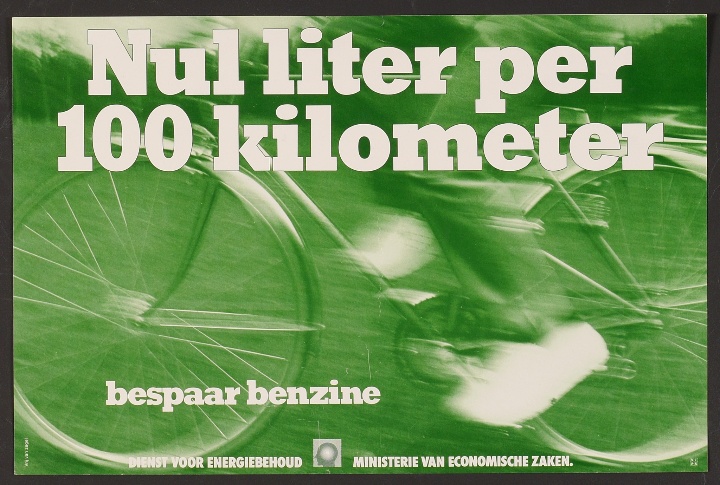 Nul liter per
100 kilometer
bespaar benzine
DIENST VOOR ENERGIEBEHOUD MINISTERIE VAN ECONOMISCHE ZAKEN.